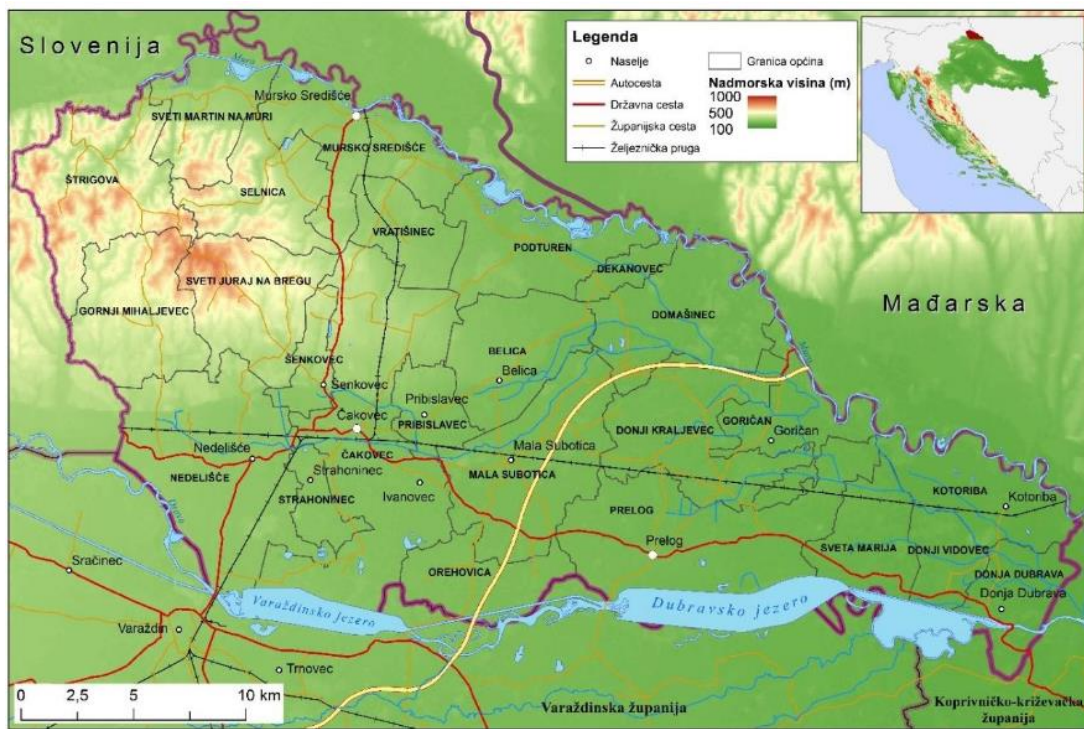 Slovenija
Legenda
Naselje
Autocesta
Državna cesta
Županijska cesta
Željeznička pruga
Granica općina
Nadmorska visina (m)
1000
500
100
Mura
Mursko Središće
SVETI MARTIN NA MURI
MURSKO SREDIŠĆE
ŠTRIGOVA
SELNICA
VRATIŠINEC
PODTUREN
DEKANOVEC
SVETI JURAJ NA BREGU
GORNJI MIHALJEVEC
Mađarska
DOMAŠINEC
Mura
ŠENKOVEC
BELICA
Šenkovec
Belica
Pribislavec
Čakovec
PRIBISLAVEC
DONJI KRALJEVEC
GORIČAN
Goričan
Nedelišće
Mala Subotica
NEDELIŠĆE
ČAKOVEC
MALA SUBOTICA
Strahoninec
STRAHONINEC
Ivanovec
KOTORIBA
Kotoriba
Drava
PRELOG
Prelog
SVETA MARIJA
DONJI VIDOVEC
Sračinec
OREHOVICA
DONJA DUBRAVA
Donja Dubrava
Varaždinsko jezero
Dubravsko jezero
Varaždin
Trnovec
0 2,5 5 10 km
Varaždinska županija
Koprivničko-križevačka
županija